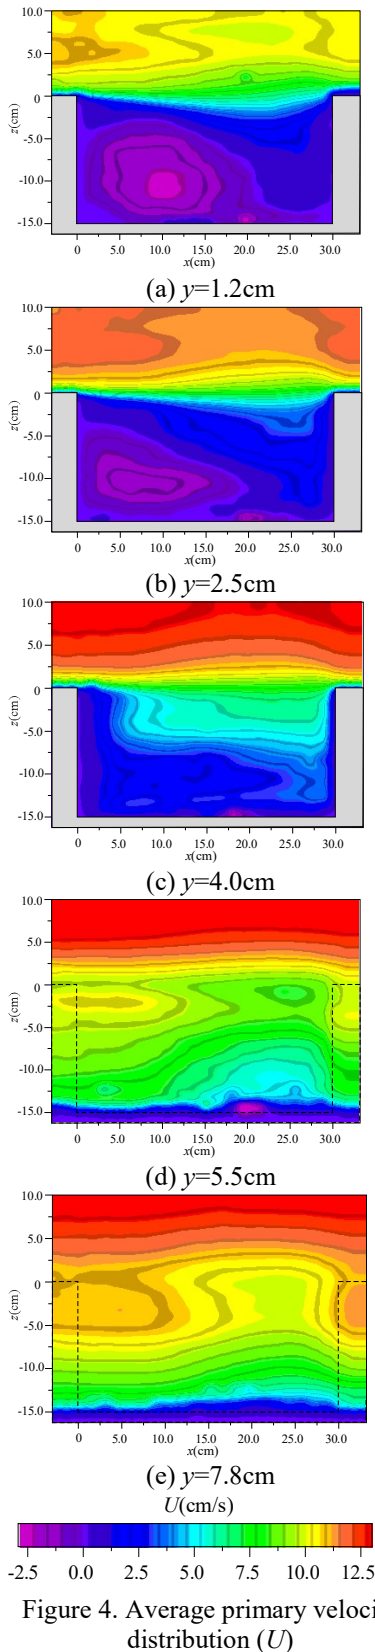 10.0
5.0
0
-5.0
-10.0
-15.0
z(cm)
0 5.0 10.0 15.0 20.0 25.0 30.0
x(cm)
(a) y=1.2cm
10.0
5.0
0
-5.0
-10.0
-15.0
z(cm)
0 5.0 10.0 15.0 20.0 25.0 30.0
x(cm)
(b) y=2.5cm
10.0
5.0
0
-5.0
-10.0
-15.0
z(cm)
0 5.0 10.0 15.0 20.0 25.0 30.0
x(cm)
(c) y=4.0cm
10.0
5.0
0
-5.0
-10.0
-15.0
z(cm)
0 5.0 10.0 15.0 20.0 25.0 30.0
x(cm)
(d) y=5.5cm
10.0
5.0
0
-5.0
-10.0
-15.0
z(cm)
0 5.0 10.0 15.0 20.0 25.0 30.0
x(cm)
(e) y=7.8cm
U(cm/s)
-2.5 0.0 2.5 5.0 7.5 10.0 12.5
Figure 4. Average primary veloci
distribution (U)